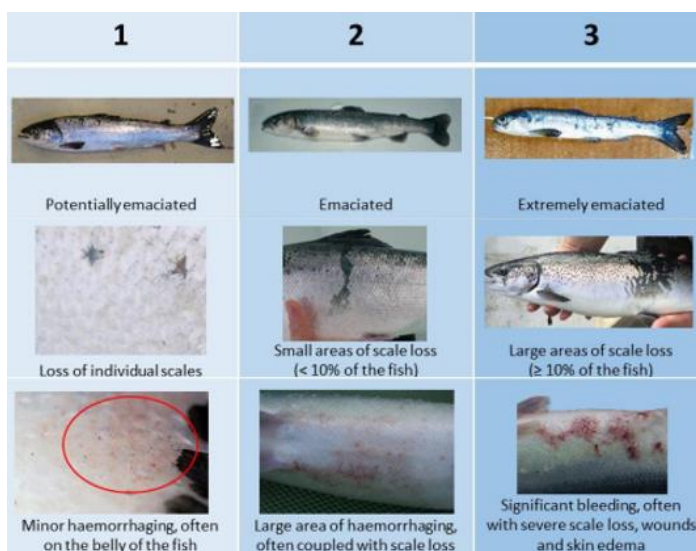 1
2
3
Potentially emaciated
Emaciated
Extremely emaciated
Loss of individual scales
Small areas of scale loss
(< 10% of the fish)
Large areas of scale loss
(≥ 10% of the fish)
Minor haemorrhaging, often
on the belly of the fish
Large area of haemorrhaging,
often coupled with scale loss
Significant bleeding, often
with severe scale loss, wounds
and skin edema